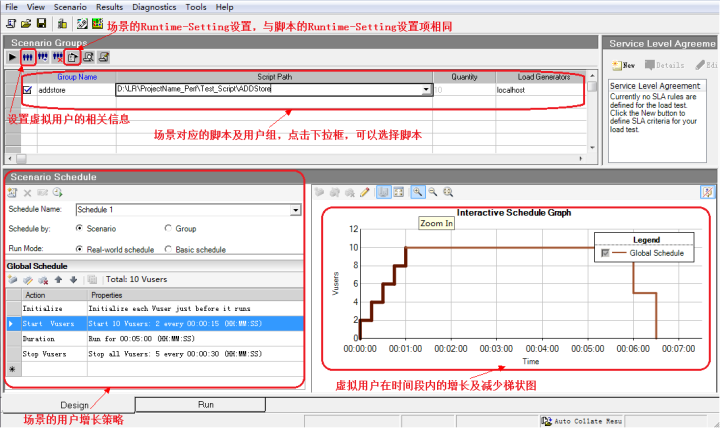 File View Scenario Results Diagnostics Tools Help
场景的Runtime-Setting设置，与脚本的Runtime-Setting设置项相同
Scenario Groups
Group Name Script Path Quantity Load Generators
addstore D:\LR\ProjectName_Perf\Test_Script\ADDStore 10 localhost
设置虚拟用户的相关信息
场景对应的脚本及用户组，点击下拉框，可以选择脚本
Service Level Agreeme
New Details Edi
Service Level Agreement
Currently no SLA rules are
defined for the load test.
Click the New button to
define SLA criteria for your
load test.
Scenario Schedule
Schedule Name: Schedule 1
Schedule by: Scenario Group
Run Mode: Real-world schedule Basic schedule
Global Schedule
Total: 10 Vusers
Action Properties
Initialize Initialize each Vuser just before it runs
Start Vusers Start 10 Vusers: 2 every 00:00:15 (HH:MM:SS)
Duration Run for 00:05:00 (HH:MM:SS)
Stop Vusers Stop all Vusers: 5 every 00:00:30 (HH:MM:SS)
Interactive Schedule Graph
Zoom In
Legend
Global Schedule
Vusers
12
10
8
6
4
2
0
00:00:00 00:01:00 00:02:00 00:03:00 00:04:00 00:05:00 00:06:00 00:07:00
Time
虚拟用户在时间段内的增长及减少梯状图
Design Run
场景的用户增长策略
Auto Collate Menu